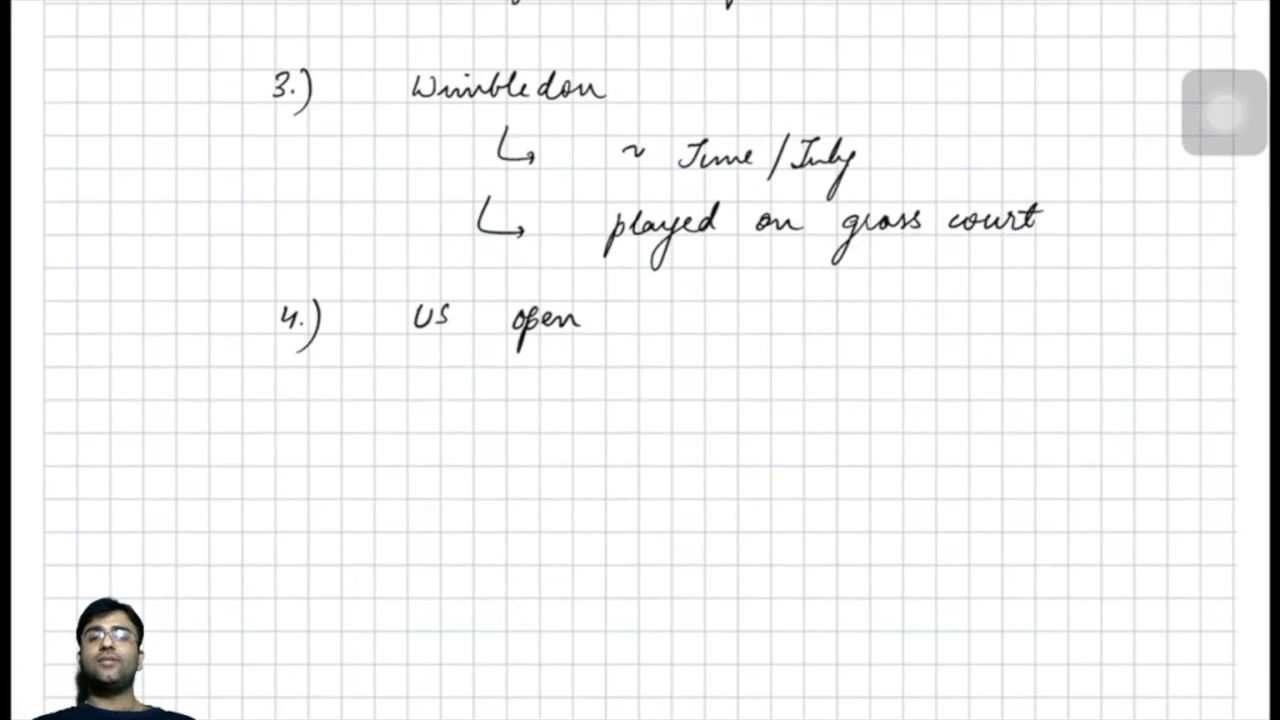 3.) Wimbledon
↳ ~ June/July
↳ played on grass court
4.) US open